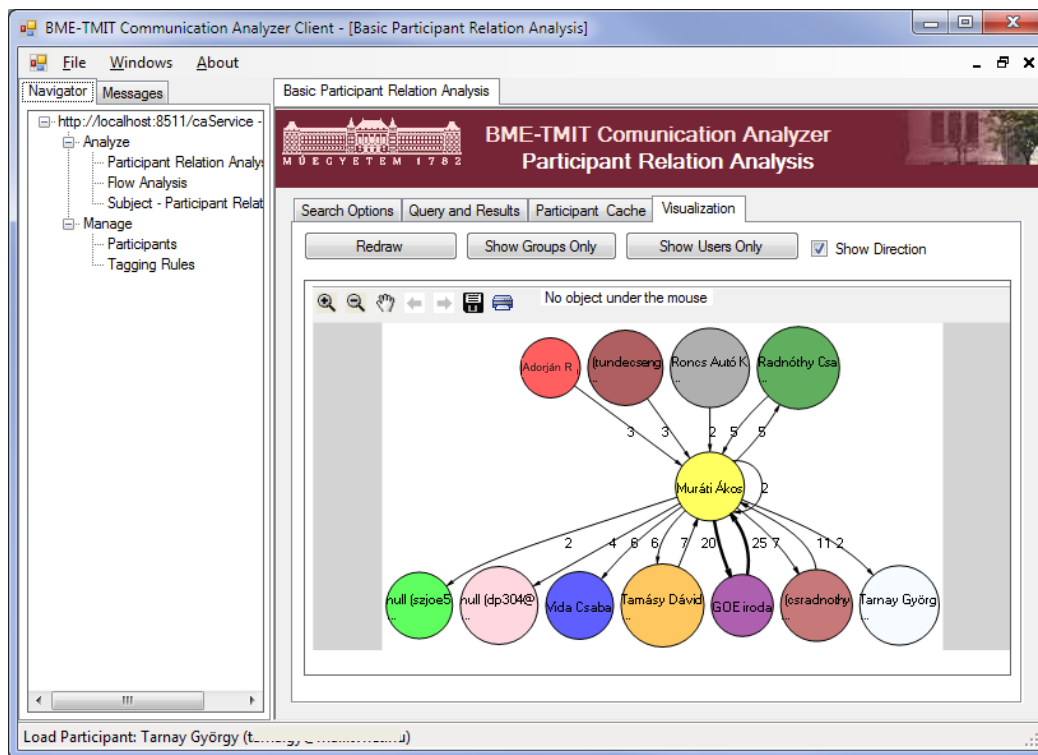 BME-TMIT Communication Analyzer Client - [Basic Participant Relation Analysis]
File Windows About
Navigator Messages
http://localhost:8511/caService -
Analyze
Participant Relation Analys
Flow Analysis
Subject - Participant Relat
Manage
Participants
Tagging Rules
Basic Participant Relation Analysis
MŰEGYETEM 1782
BME-TMIT Comunication Analyzer
Participant Relation Analysis
Search Options Query and Results Participant Cache Visualization
Redraw Show Groups Only Show Users Only Show Direction
No object under the mouse
Adorján R (tundecseng Roncs Autó K Radnóthy Csa
... ... ...
3 3 2 5 5
Muráti Ákos 2
2 4 6 6 7 20 25 7 11 2
null (szjoe5 null (dp304@ Vida Csaba Tamásy Dávid GOE iroda (csradnothy Tarnay Györg
... ... ... ... ...
Load Participant: Tarnay György